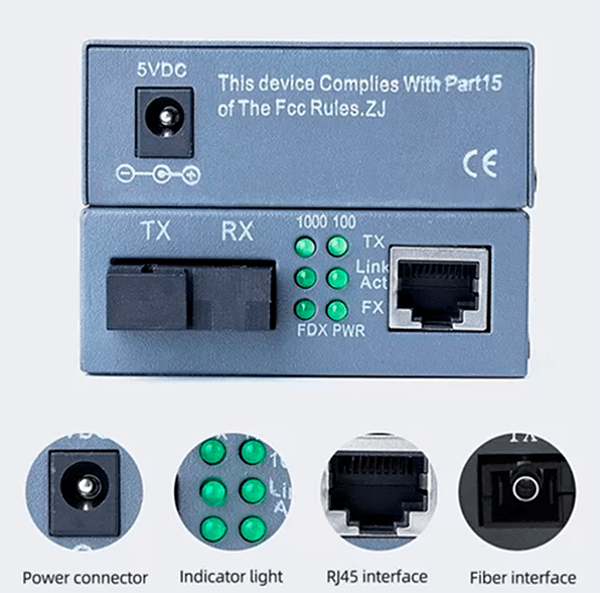 5VDC
This device Complies With Part15
of The Fcc Rules.ZJ
CE
TX RX
1000 100
TX
Link
Act
FX
FDX PWR
TX
Power connector
Indicator light
RJ45 interface
Fiber interface